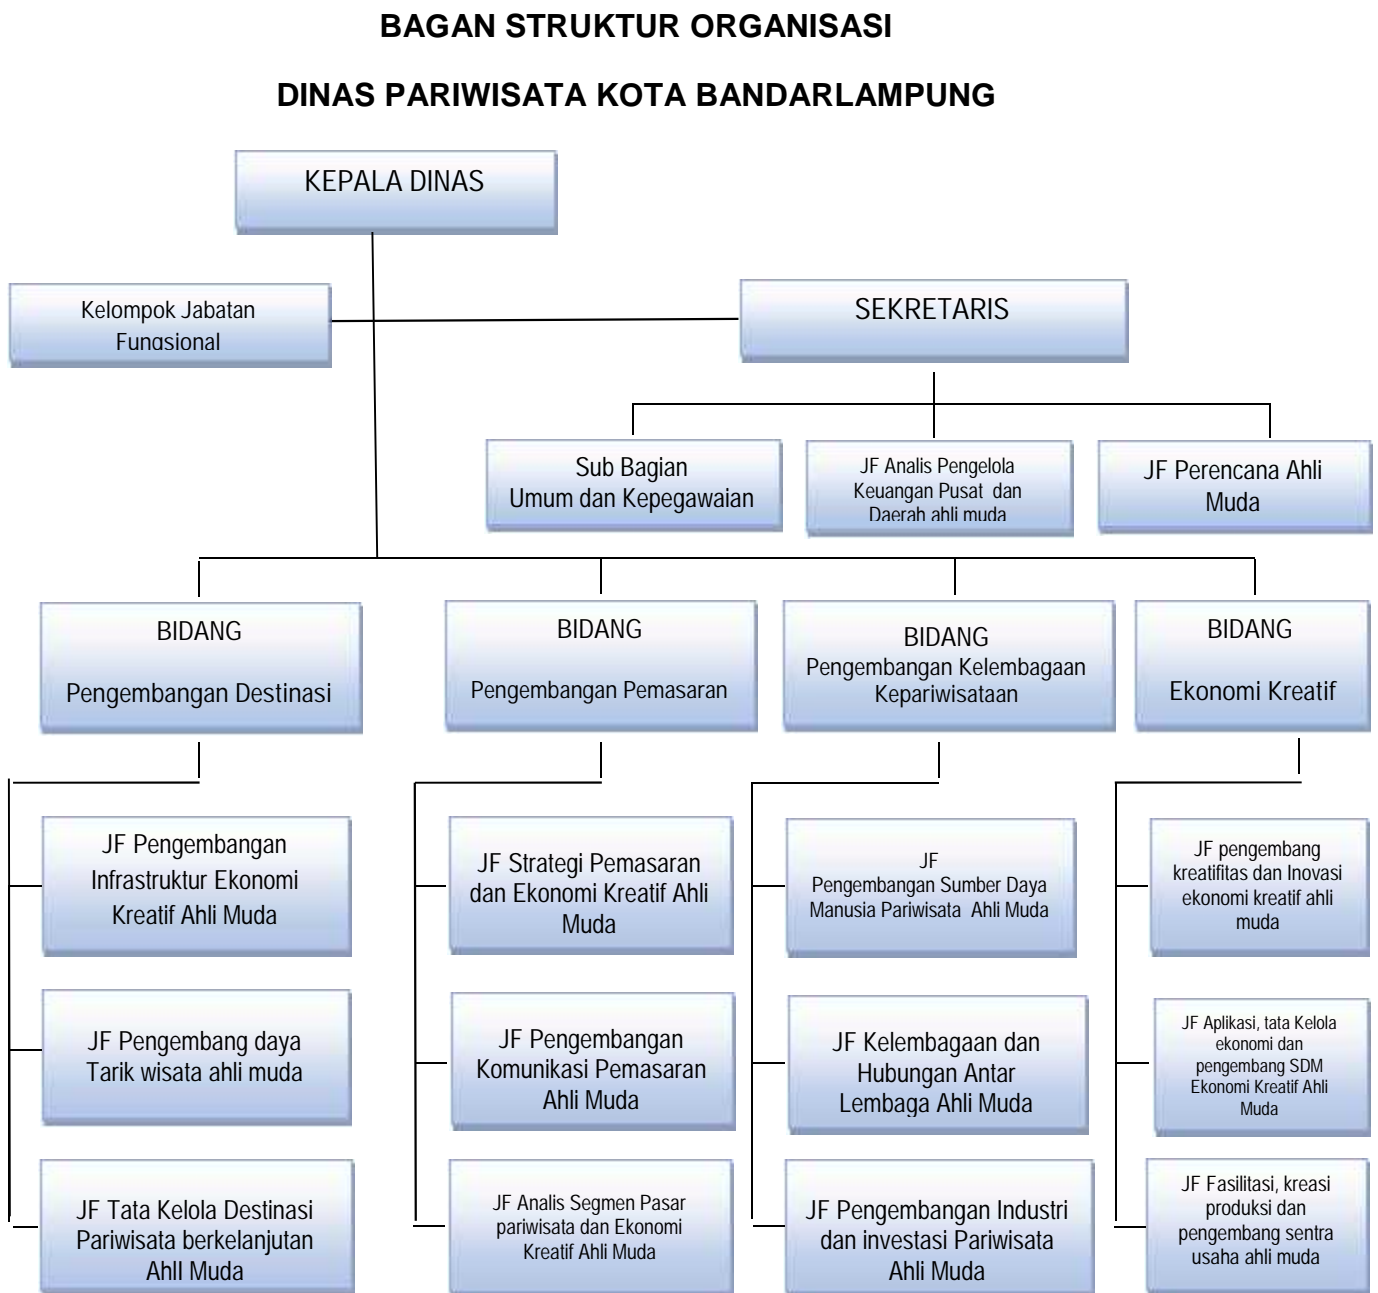 BAGAN STRUKTUR ORGANISASI
DINAS PARIWISATA KOTA BANDARLAMPUNG
KEPALA DINAS
Kelompok Jabatan
Fungsional
SEKRETARIS
Sub Bagian
Umum dan Kepegawaian
JF Analis Pengelola
Keuangan Pusat dan
Daerah ahli muda
JF Perencana Ahli
Muda
BIDANG
Pengembangan Destinasi
BIDANG
Pengembangan Pemasaran
BIDANG
Pengembangan Kelembagaan
Kepariwisataan
BIDANG
Ekonomi Kreatif
JF Pengembangan
Infrastruktur Ekonomi
Kreatif Ahli Muda
JF Strategi Pemasaran
dan Ekonomi Kreatif Ahli
Muda
JF
Pengembangan Sumber Daya
Manusia Pariwisata Ahli Muda
JF pengembang
kreatifitas dan Inovasi
ekonomi kreatif ahli
muda
JF Pengembang daya
Tarik wisata ahli muda
JF Pengembangan
Komunikasi Pemasaran
Ahli Muda
JF Kelembagaan dan
Hubungan Antar
Lembaga Ahli Muda
JF Aplikasi, tata Kelola
ekonomi dan
pengembang SDM
Ekonomi Kreatif Ahli
Muda
JF Tata Kelola Destinasi
Pariwisata berkelanjutan
AhlI Muda
JF Analis Segmen Pasar
pariwisata dan Ekonomi
Kreatif Ahli Muda
JF Pengembangan Industri
dan investasi Pariwisata
Ahli Muda
JF Fasilitasi, kreasi
produksi dan
pengembang sentra
usaha ahli muda